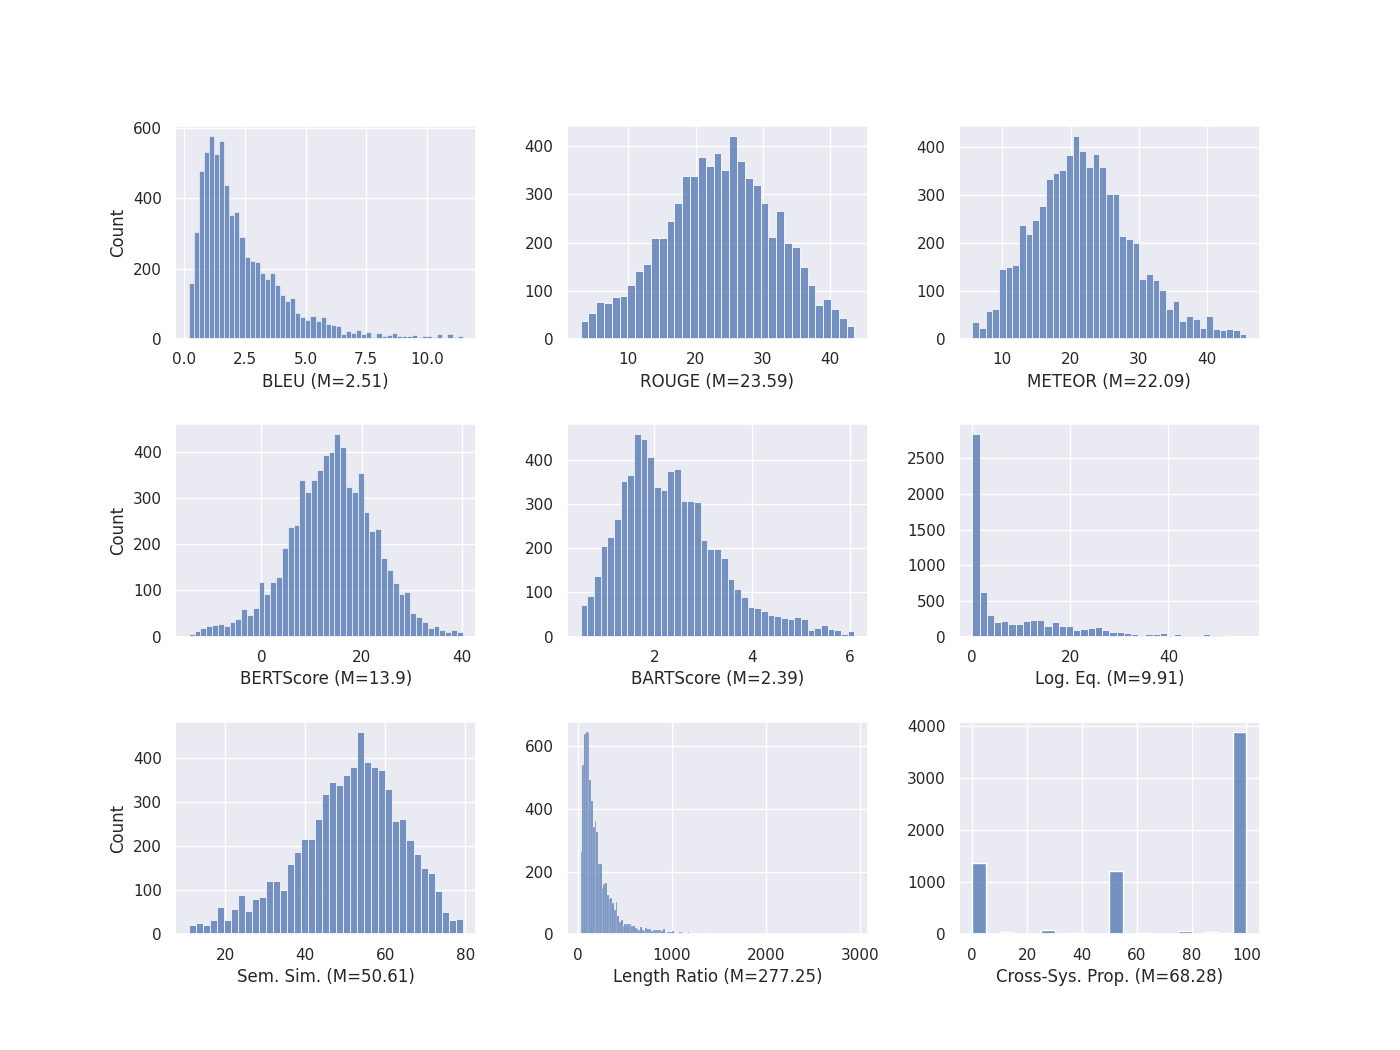 600
400
200
0
Count
0.0 2.5 5.0 7.5 10.0
BLEU (M=2.51)
400
300
200
100
0
10 20 30 40
ROUGE (M=23.59)
400
300
200
100
0
10 20 30 40
METEOR (M=22.09)
400
300
200
100
0
Count
0 20 40
BERTScore (M=13.9)
400
300
200
100
0
2 4 6
BARTScore (M=2.39)
2500
2000
1500
1000
500
0
0 20 40
Log. Eq. (M=9.91)
400
300
200
100
0
Count
20 40 60 80
Sem. Sim. (M=50.61)
600
400
200
0
0 1000 2000 3000
Length Ratio (M=277.25)
4000
3000
2000
1000
0
0 20 40 60 80 100
Cross-Sys. Prop. (M=68.28)